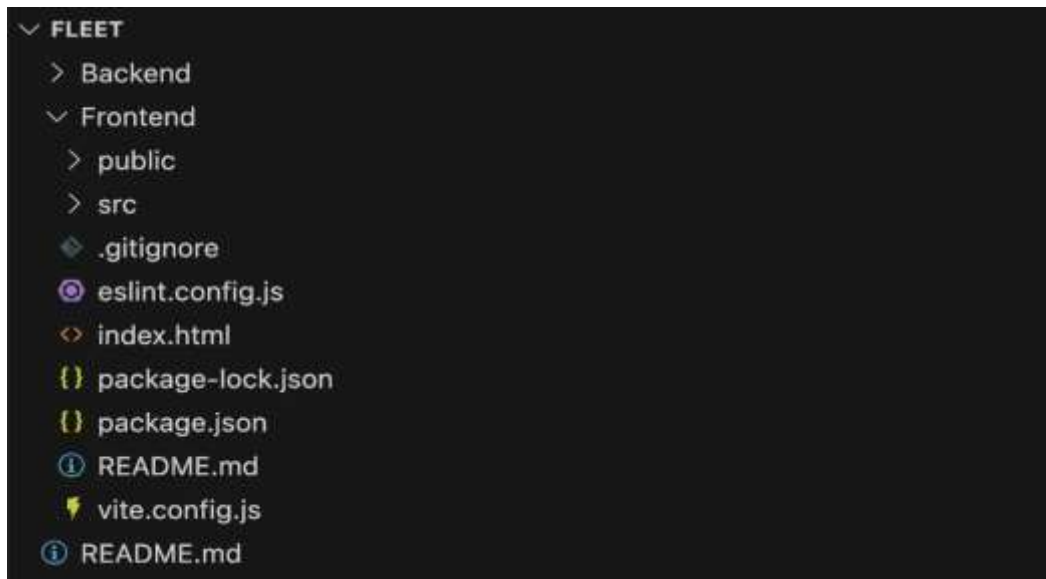 FLEET
Backend
Frontend
public
src
.gitignore
eslint.config.js
index.html
package-lock.json
package.json
README.md
vite.config.js
README.md